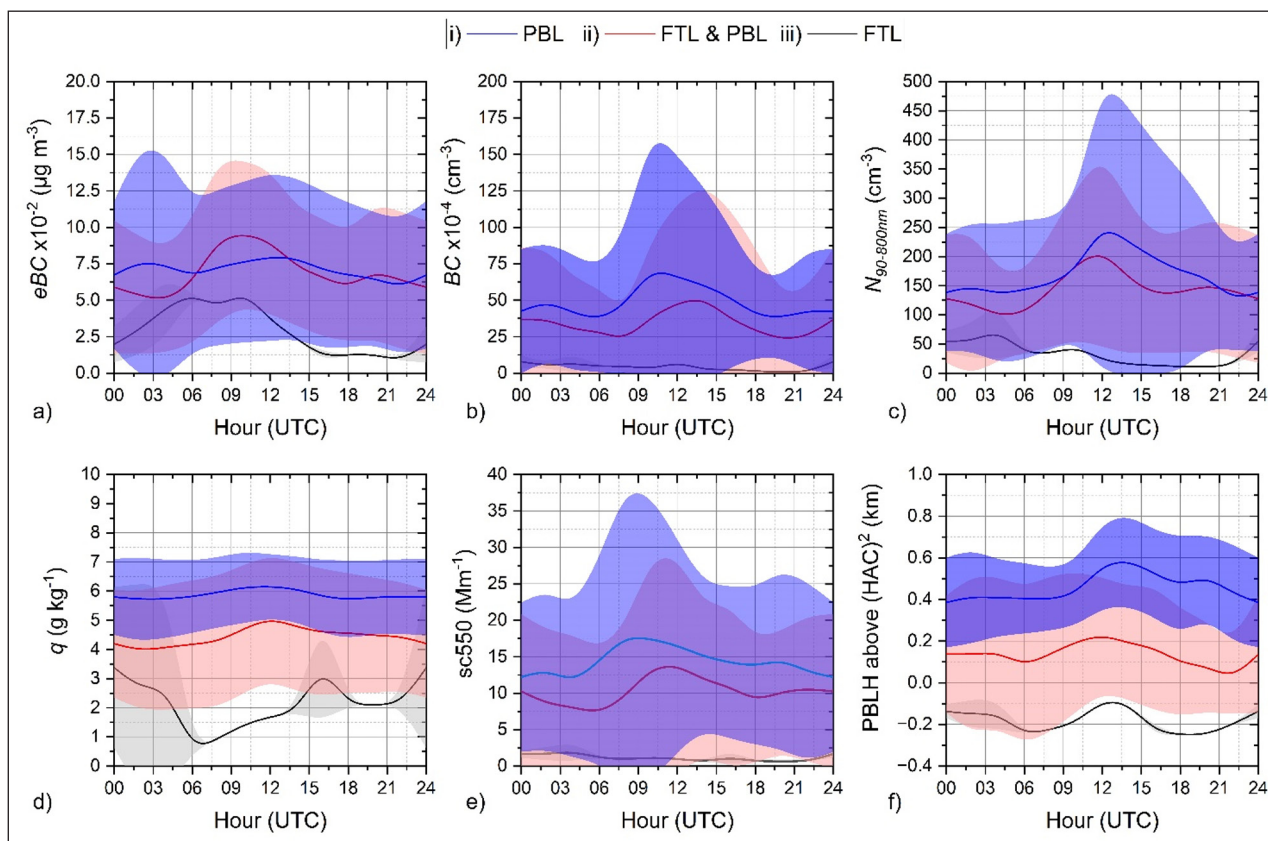 i) PBL ii) FTL & PBL iii) FTL
20.0
17.5
15.0
12.5
10.0
7.5
5.0
2.5
0.0
eBC x10⁻² (µg m⁻³)
00 03 06 09 12 15 18 21 24
a)
Hour (UTC)
200
175
150
125
100
75
50
25
0
BC x10⁻⁴ (cm⁻³)
00 03 06 09 12 15 18 21 24
b)
Hour (UTC)
500
450
400
350
300
250
200
150
100
50
0
N90-800nm (cm⁻³)
00 03 06 09 12 15 18 21 24
c)
Hour (UTC)
10
9
8
7
6
5
4
3
2
1
0
q (g kg⁻¹)
00 03 06 09 12 15 18 21 24
d)
Hour (UTC)
40
35
30
25
20
15
10
5
0
sc550 (Mm⁻¹)
00 03 06 09 12 15 18 21 24
e)
Hour (UTC)
1.0
0.8
0.6
0.4
0.2
0.0
−0.2
−0.4
PBLH above (HAC)² (km)
00 03 06 09 12 15 18 21 24
f)
Hour (UTC)